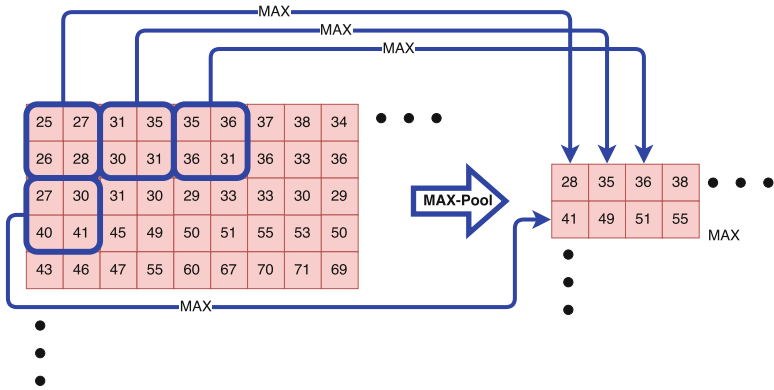 MAX
MAX
MAX
25 27 31 35 35 36 37 38 34
26 28 30 31 36 31 36 33 36
27 30 31 30 29 33 33 30 29
40 41 45 49 50 51 55 53 50
43 46 47 55 60 67 70 71 69
MAX-Pool
28 35 36 38
41 49 51 55
MAX
MAX